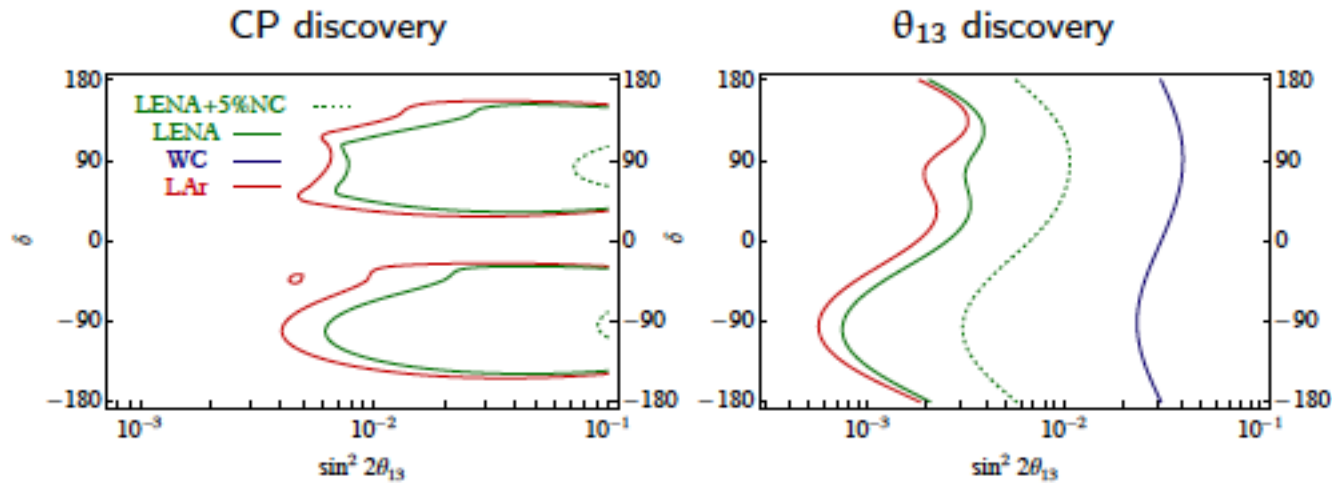 CP discovery
θ₁₃ discovery
180 180 180 180
LENA+5%NC
LENA
WC
LAr
90 90 90 90
δ 0 0 δ 0 0
−90 −90 −90 −90
−180 −180 −180 −180
10⁻³ 10⁻² 10⁻¹ 10⁻³ 10⁻² 10⁻¹
sin² 2θ₁₃
sin² 2θ₁₃